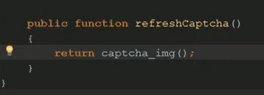 public function refreshCaptcha()
{
return captcha_img();
}
}